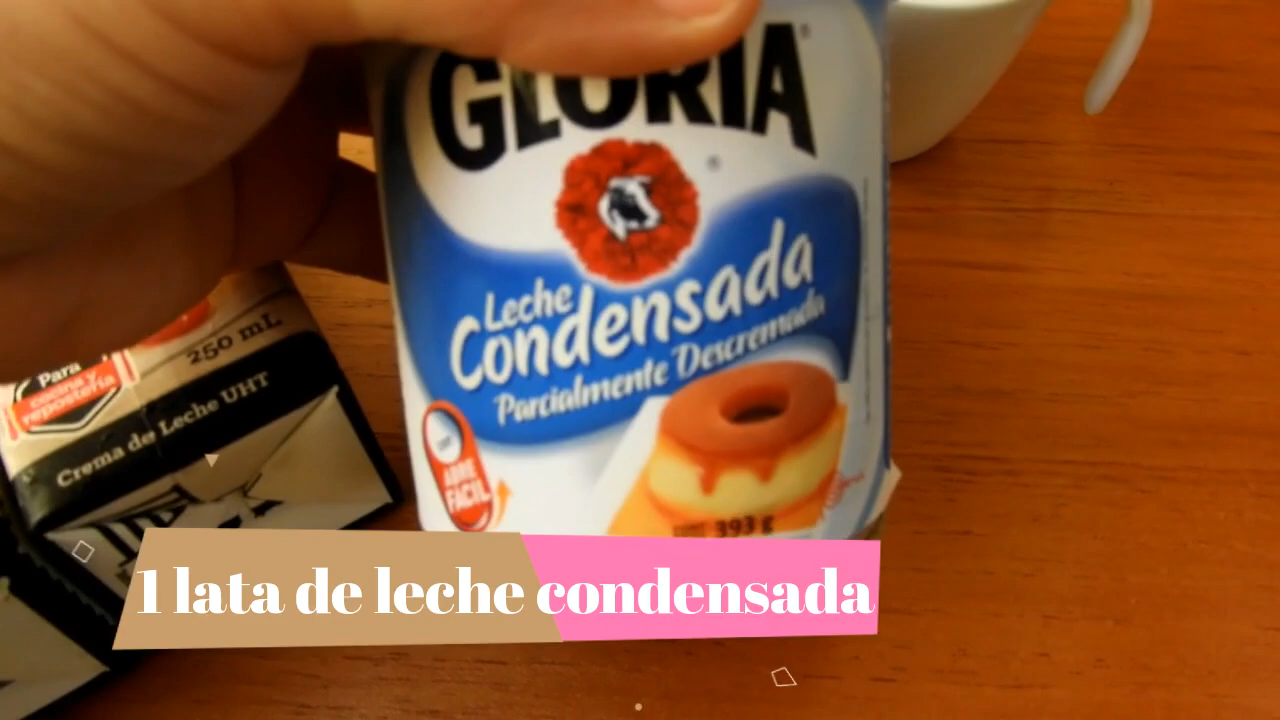 GLORIA
Leche
Condensada
Parcialmente Descremada
ABRE
FACIL
393 g
250 mL
Para
cocina y
repostería
Crema de Leche UHT
1 lata de leche condensada